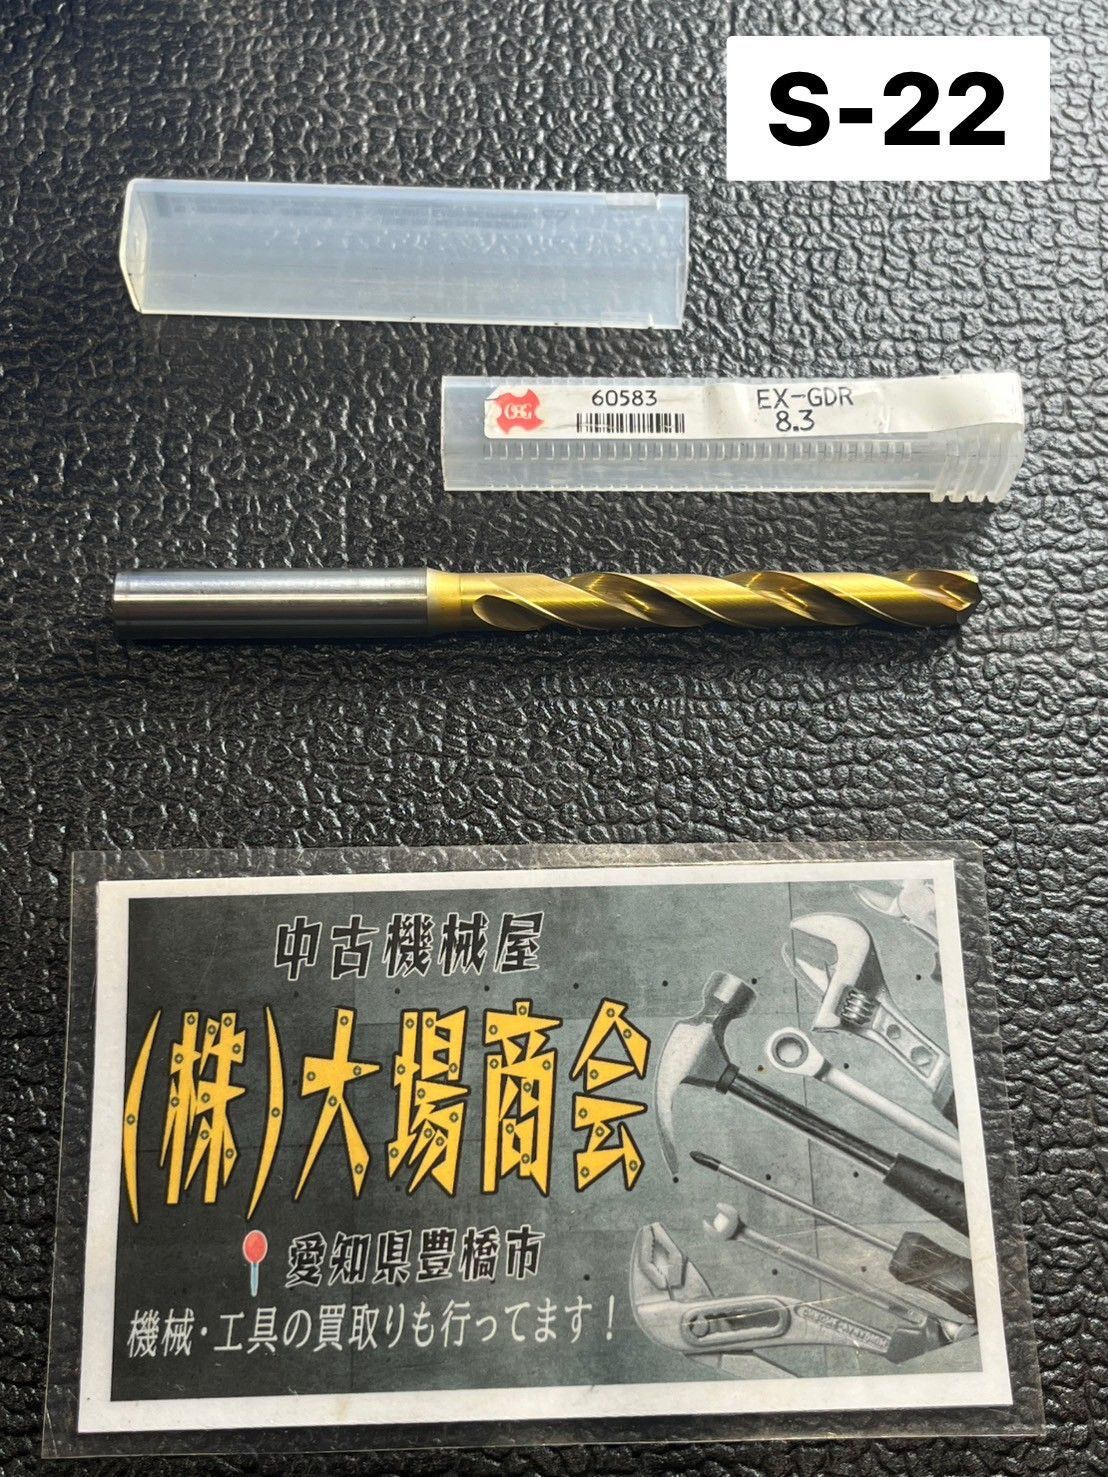 S-22
OSG
60583
EX-GDR
8.3
中古機械屋
(株)大場商会
愛知県豊橋市
機械・工具の買取りも行ってます!